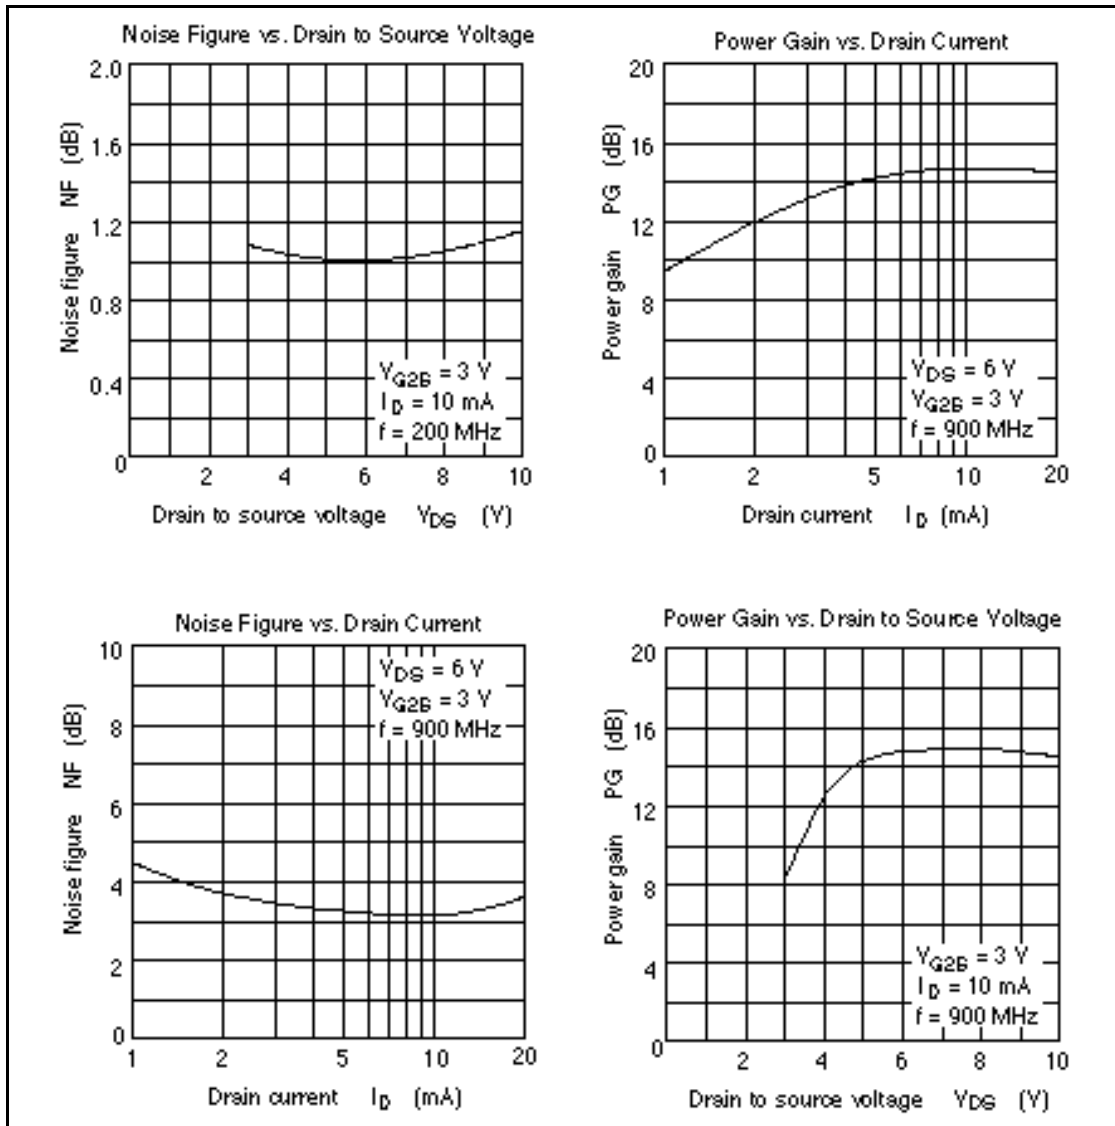 Noise Figure vs. Drain to Source Voltage
2.0
1.6
1.2
0.8
0.4
0
Noise figure NF (dB)
V_G2S = 3 V
I_D = 10 mA
f = 200 MHz
2 4 6 8 10
Drain to source voltage V_DS (V)
Power Gain vs. Drain Current
20
16
12
8
4
0
Power gain PG (dB)
V_DS = 6 V
V_G2S = 3 V
f = 900 MHz
1 2 5 10 20
Drain current I_D (mA)
Noise Figure vs. Drain Current
10
8
6
4
2
0
Noise figure NF (dB)
V_DS = 6 V
V_G2S = 3 V
f = 900 MHz
1 2 5 10 20
Drain current I_D (mA)
Power Gain vs. Drain to Source Voltage
20
16
12
8
4
0
Power gain PG (dB)
V_G2S = 3 V
I_D = 10 mA
f = 900 MHz
2 4 6 8 10
Drain to source voltage V_DS (V)